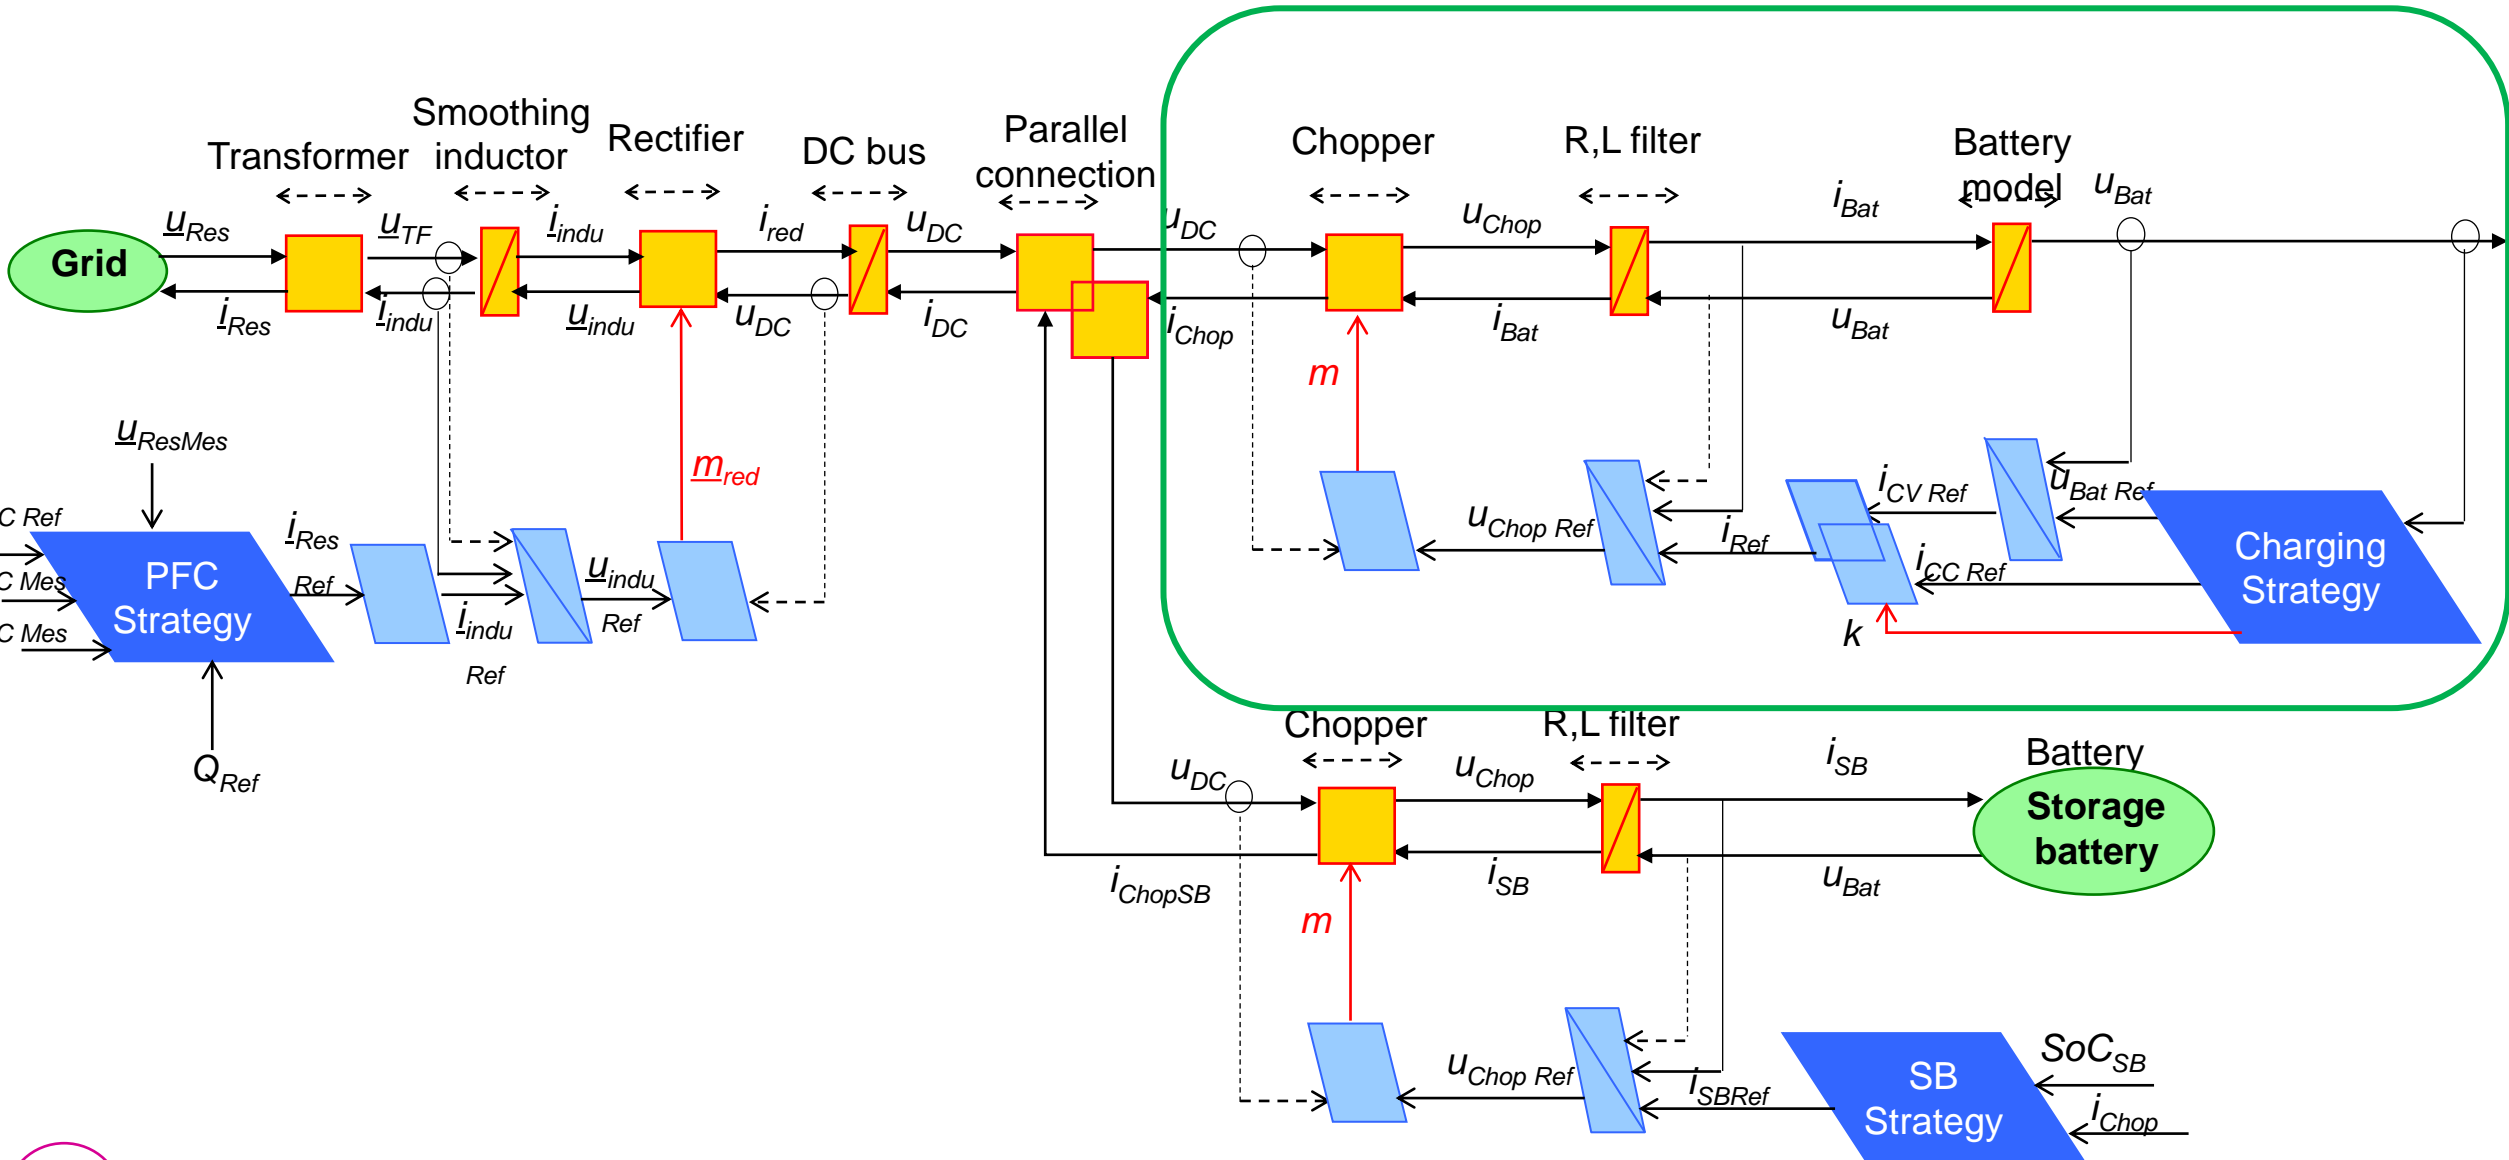 Transformer
Smoothing
inductor
Rectifier
DC bus
Parallel
connection
Chopper
R,L filter
Battery
model
Grid
u_Res
u_TF
i_indu
i_red
u_DC
u_DC
u_Chop
i_Bat
u_Bat
i_Res
i_indu
u_indu
u_DC
i_DC
i_Chop
i_Bat
u_Bat
m
u_ResMes
m_red
C Ref
C Mes
C Mes
PFC
Strategy
i_Res
Ref
i_indu
Ref
u_indu
Ref
Q_Ref
u_Chop Ref
i_Ref
i_CV Ref
i_CC Ref
u_Bat Ref
k
Charging
Strategy
Chopper
R,L filter
Battery
u_DC
u_Chop
i_SB
Storage
battery
i_ChopSB
i_SB
u_Bat
m
u_Chop Ref
i_SBRef
SB
Strategy
SoC_SB
i_Chop